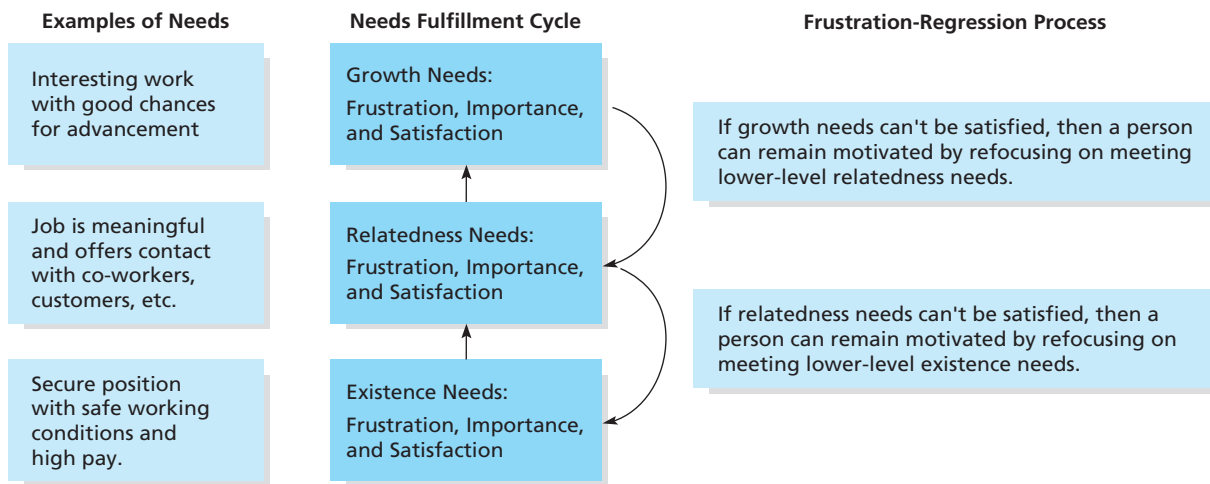 Examples of Needs
Needs Fulfillment Cycle
Frustration-Regression Process
Interesting work
with good chances
for advancement
Growth Needs:
Frustration, Importance,
and Satisfaction
If growth needs can't be satisfied, then a person
can remain motivated by refocusing on meeting
lower-level relatedness needs.
Job is meaningful
and offers contact
with co-workers,
customers, etc.
Relatedness Needs:
Frustration, Importance,
and Satisfaction
If relatedness needs can't be satisfied, then a
person can remain motivated by refocusing on
meeting lower-level existence needs.
Secure position
with safe working
conditions and
high pay.
Existence Needs:
Frustration, Importance,
and Satisfaction